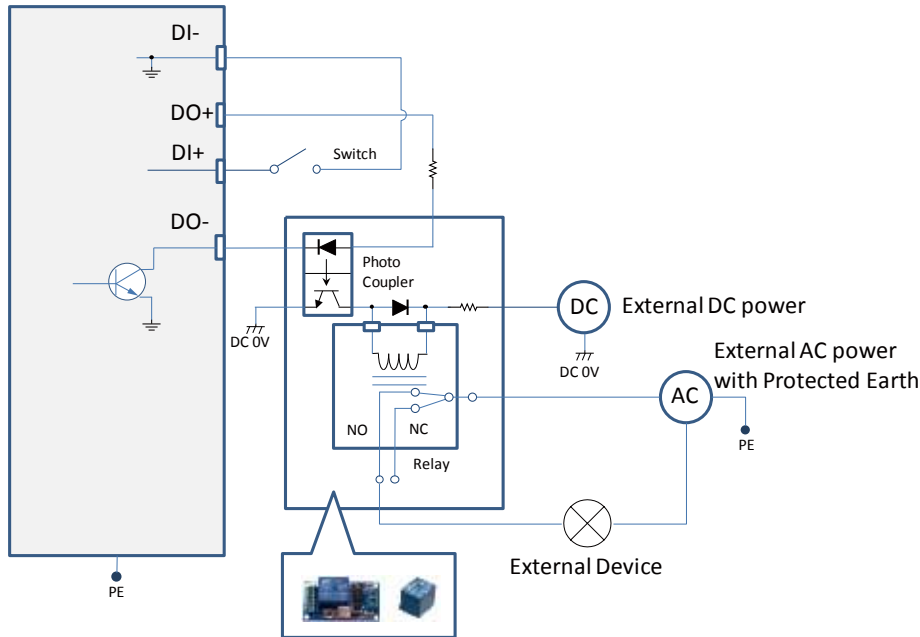 DI-
DO+
DI+
Switch
DO-
Photo
Coupler
DC
External DC power
DC 0V
DC 0V
External AC power
with Protected Earth
AC
NO
NC
PE
Relay
External Device
PE